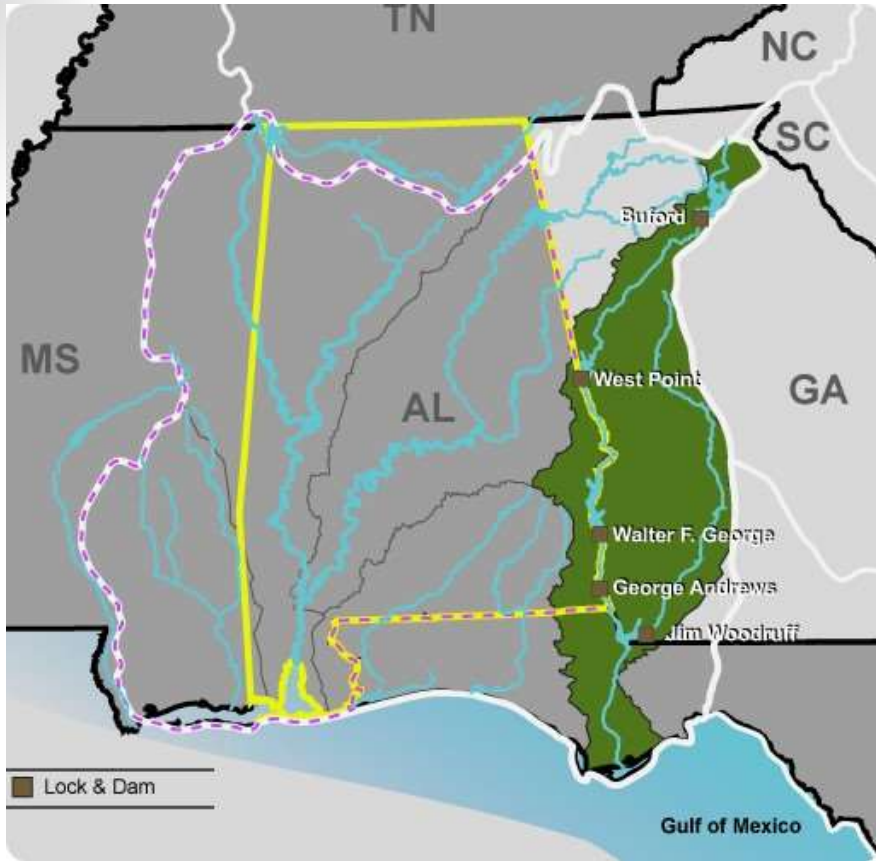 TN
NC
SC
Buford
MS
West Point
GA
AL
Walter F. George
George Andrews
Jim Woodruff
Lock & Dam
Gulf of Mexico